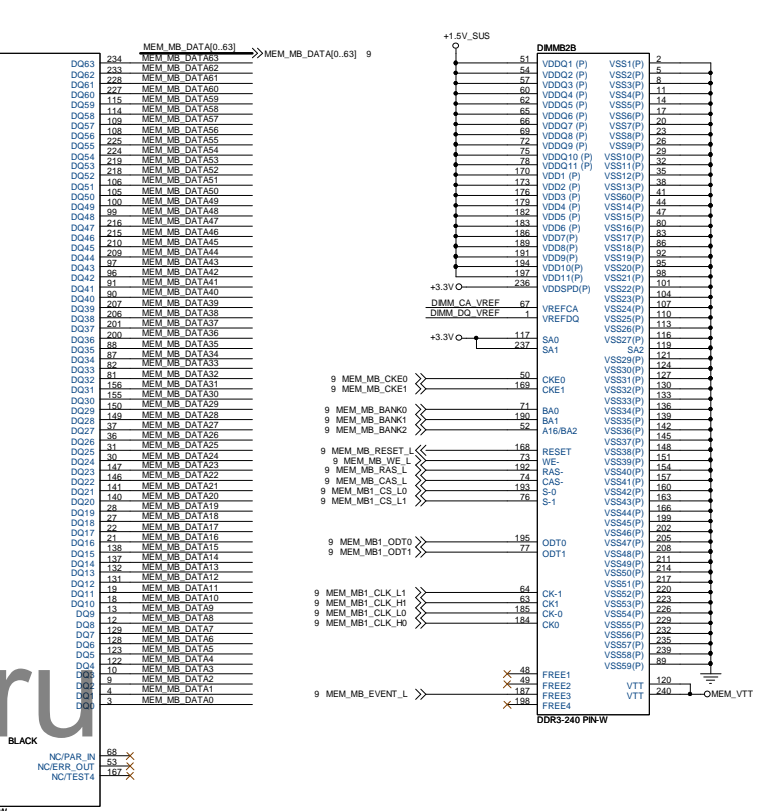 MEM_MB_DATA[0..63]
MEM_MB_DATA[0..63] 9
DQ63 234 MEM_MB_DATA63
DQ62 233 MEM_MB_DATA62
DQ61 228 MEM_MB_DATA61
DQ60 227 MEM_MB_DATA60
DQ59 115 MEM_MB_DATA59
DQ58 114 MEM_MB_DATA58
DQ57 109 MEM_MB_DATA57
DQ56 108 MEM_MB_DATA56
DQ55 225 MEM_MB_DATA55
DQ54 224 MEM_MB_DATA54
DQ53 219 MEM_MB_DATA53
DQ52 218 MEM_MB_DATA52
DQ51 106 MEM_MB_DATA51
DQ50 105 MEM_MB_DATA50
DQ49 100 MEM_MB_DATA49
DQ48 99 MEM_MB_DATA48
DQ47 216 MEM_MB_DATA47
DQ46 215 MEM_MB_DATA46
DQ45 210 MEM_MB_DATA45
DQ44 209 MEM_MB_DATA44
DQ43 97 MEM_MB_DATA43
DQ42 96 MEM_MB_DATA42
DQ41 91 MEM_MB_DATA41
DQ40 90 MEM_MB_DATA40
DQ39 207 MEM_MB_DATA39
DQ38 206 MEM_MB_DATA38
DQ37 201 MEM_MB_DATA37
DQ36 200 MEM_MB_DATA36
DQ35 88 MEM_MB_DATA35
DQ34 87 MEM_MB_DATA34
DQ33 82 MEM_MB_DATA33
DQ32 81 MEM_MB_DATA32
DQ31 156 MEM_MB_DATA31
DQ30 155 MEM_MB_DATA30
DQ29 150 MEM_MB_DATA29
DQ28 149 MEM_MB_DATA28
DQ27 37 MEM_MB_DATA27
DQ26 36 MEM_MB_DATA26
DQ25 31 MEM_MB_DATA25
DQ24 30 MEM_MB_DATA24
DQ23 147 MEM_MB_DATA23
DQ22 146 MEM_MB_DATA22
DQ21 141 MEM_MB_DATA21
DQ20 140 MEM_MB_DATA20
DQ19 28 MEM_MB_DATA19
DQ18 27 MEM_MB_DATA18
DQ17 22 MEM_MB_DATA17
DQ16 21 MEM_MB_DATA16
DQ15 138 MEM_MB_DATA15
DQ14 137 MEM_MB_DATA14
DQ13 132 MEM_MB_DATA13
DQ12 131 MEM_MB_DATA12
DQ11 19 MEM_MB_DATA11
DQ10 18 MEM_MB_DATA10
DQ9 13 MEM_MB_DATA9
DQ8 12 MEM_MB_DATA8
DQ7 129 MEM_MB_DATA7
DQ6 128 MEM_MB_DATA6
DQ5 123 MEM_MB_DATA5
DQ4 122 MEM_MB_DATA4
DQ3 10 MEM_MB_DATA3
DQ2 9 MEM_MB_DATA2
DQ1 4 MEM_MB_DATA1
DQ0 3 MEM_MB_DATA0
ru
BLACK
NC/PAR_IN 68
NC/ERR_OUT 53
NC/TEST4 167
+1.5V_SUS
DIMMB2B
51 VDDQ1 (P)
54 VDDQ2 (P)
57 VDDQ3 (P)
60 VDDQ4 (P)
62 VDDQ5 (P)
65 VDDQ6 (P)
66 VDDQ7 (P)
69 VDDQ8 (P)
72 VDDQ9 (P)
75 VDDQ10 (P)
78 VDDQ11 (P)
170 VDD1 (P)
173 VDD2 (P)
176 VDD3 (P)
179 VDD4 (P)
182 VDD5 (P)
183 VDD6 (P)
186 VDD7(P)
189 VDD8(P)
191 VDD9(P)
194 VDD10(P)
197 VDD11(P)
+3.3V 236 VDDSPD(P)
DIMM_CA_VREF 67 VREFCA
DIMM_DQ_VREF 1 VREFDQ
+3.3V 117 SA0
237 SA1
9 MEM_MB_CKE0 50 CKE0
9 MEM_MB_CKE1 169 CKE1
9 MEM_MB_BANK0 71 BA0
9 MEM_MB_BANK1 190 BA1
9 MEM_MB_BANK2 52 A16/BA2
9 MEM_MB_RESET_L 168 RESET
9 MEM_MB_WE_L 73 WE-
9 MEM_MB_RAS_L 192 RAS-
9 MEM_MB_CAS_L 74 CAS-
9 MEM_MB1_CS_L0 193 S-0
9 MEM_MB1_CS_L1 76 S-1
9 MEM_MB1_ODT0 195 ODT0
9 MEM_MB1_ODT1 77 ODT1
9 MEM_MB1_CLK_L1 64 CK-1
9 MEM_MB1_CLK_H1 63 CK1
9 MEM_MB1_CLK_L0 185 CK-0
9 MEM_MB1_CLK_H0 184 CK0
48 FREE1
49 FREE2
9 MEM_MB_EVENT_L 187 FREE3
198 FREE4
VSS1(P) 2
VSS2(P) 5
VSS3(P) 8
VSS4(P) 11
VSS5(P) 14
VSS6(P) 17
VSS7(P) 20
VSS8(P) 23
VSS9(P) 26
VSS10(P) 29
VSS11(P) 32
VSS12(P) 35
VSS13(P) 38
VSS60(P) 41
VSS14(P) 44
VSS15(P) 47
VSS16(P) 80
VSS17(P) 83
VSS18(P) 86
VSS19(P) 92
VSS20(P) 95
VSS21(P) 98
VSS22(P) 101
VSS23(P) 104
VSS24(P) 107
VSS25(P) 110
VSS26(P) 113
VSS27(P) 116
SA2 119
VSS29(P) 121
VSS30(P) 124
VSS31(P) 127
VSS32(P) 130
VSS33(P) 133
VSS34(P) 136
VSS35(P) 139
VSS36(P) 142
VSS37(P) 145
VSS38(P) 148
VSS39(P) 151
VSS40(P) 154
VSS41(P) 157
VSS42(P) 160
VSS43(P) 163
VSS44(P) 166
VSS45(P) 199
VSS46(P) 202
VSS47(P) 205
VSS48(P) 208
VSS49(P) 211
VSS50(P) 214
VSS51(P) 217
VSS52(P) 220
VSS53(P) 223
VSS54(P) 226
VSS55(P) 229
VSS56(P) 232
VSS57(P) 235
VSS58(P) 239
VSS59(P) 89
VTT 120
VTT 240 MEM_VTT
DDR3-240 PIN-W